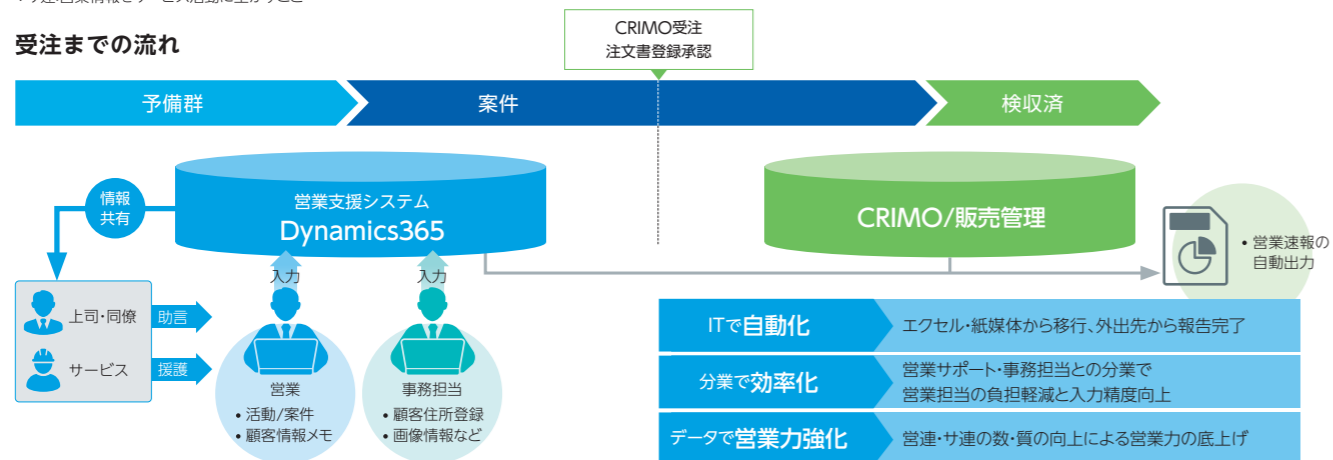 受注までの流れ
CRIMO受注
注文書登録承認
予備群
案件
検収済
情報
共有
営業支援システム
Dynamics365
CRIMO/販売管理
• 営業速報の
自動出力
入力
入力
上司・同僚
助言
サービス
援護
営業
• 活動/案件
• 顧客情報メモ
事務担当
• 顧客住所登録
• 画像情報など
ITで自動化
エクセル・紙媒体から移行、外出先から報告完了
分業で効率化
営業サポート・事務担当との分業で
営業担当の負担軽減と入力精度向上
データで営業力強化
営連・サ連の数・質の向上による営業力の底上げ